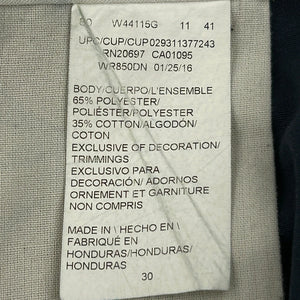 SO W44115G 11 41
UPC/CUP/CUP029311377243
RN20697 CA01095
WR850DN 01/25/16
BODY/CUERPO/L'ENSEMBLE
65% POLYESTER/
POLIÉSTER/POLYESTER
35% COTTON/ALGODÓN/
COTON
EXCLUSIVE OF DECORATION/
TRIMMINGS
EXCLUSIVO PARA
DECORACIÓN/ ADORNOS
ORNEMENT ET GARNITURE
NON COMPRIS
MADE IN \ HECHO EN \
FABRIQUÉ EN
HONDURAS/HONDURAS/
HONDURAS
30